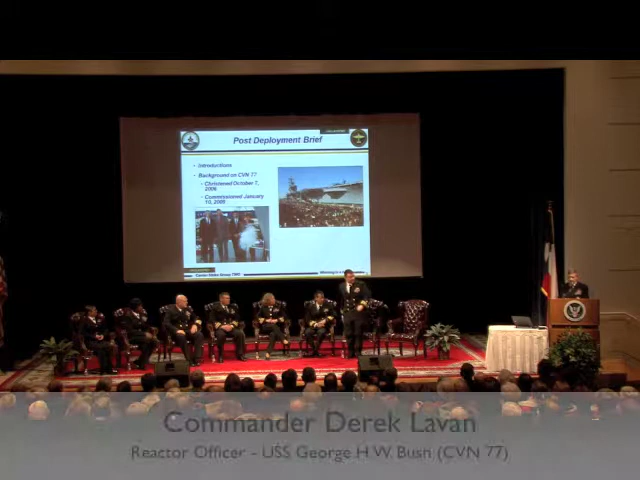 Post Deployment Brief
• Introductions
• Background on CVN 77
• Christened October 7,
2006
• Commissioned January
10, 2009
Commander Derek Lavan
Reactor Officer - USS George H.W. Bush (CVN 77)